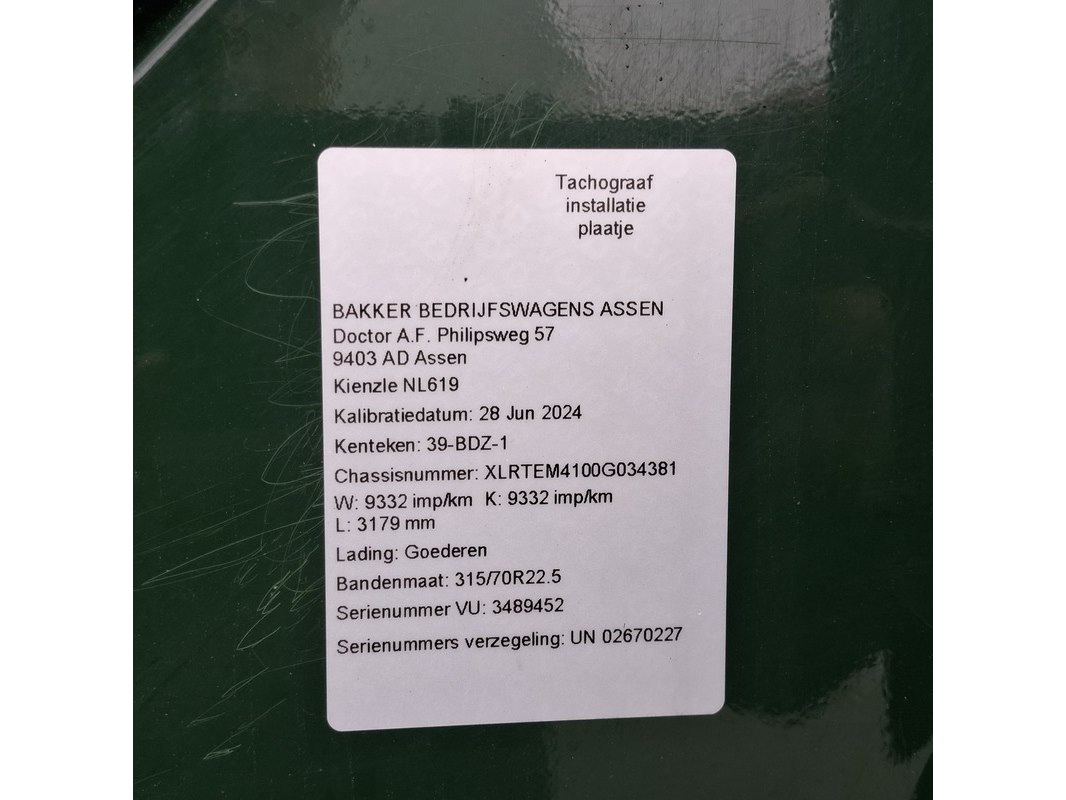 Tachograaf
installatie
plaatje
BAKKER BEDRIJFSWAGENS ASSEN
Doctor A.F. Philipsweg 57
9403 AD Assen
Kienzle NL619
Kalibratiedatum: 28 Jun 2024
Kenteken: 39-BDZ-1
Chassisnummer: XLRTEM4100G034381
W: 9332 imp/km K: 9332 imp/km
L: 3179 mm
Lading: Goederen
Bandenmaat: 315/70R22.5
Serienummer VU: 3489452
Serienummers verzegeling: UN 02670227